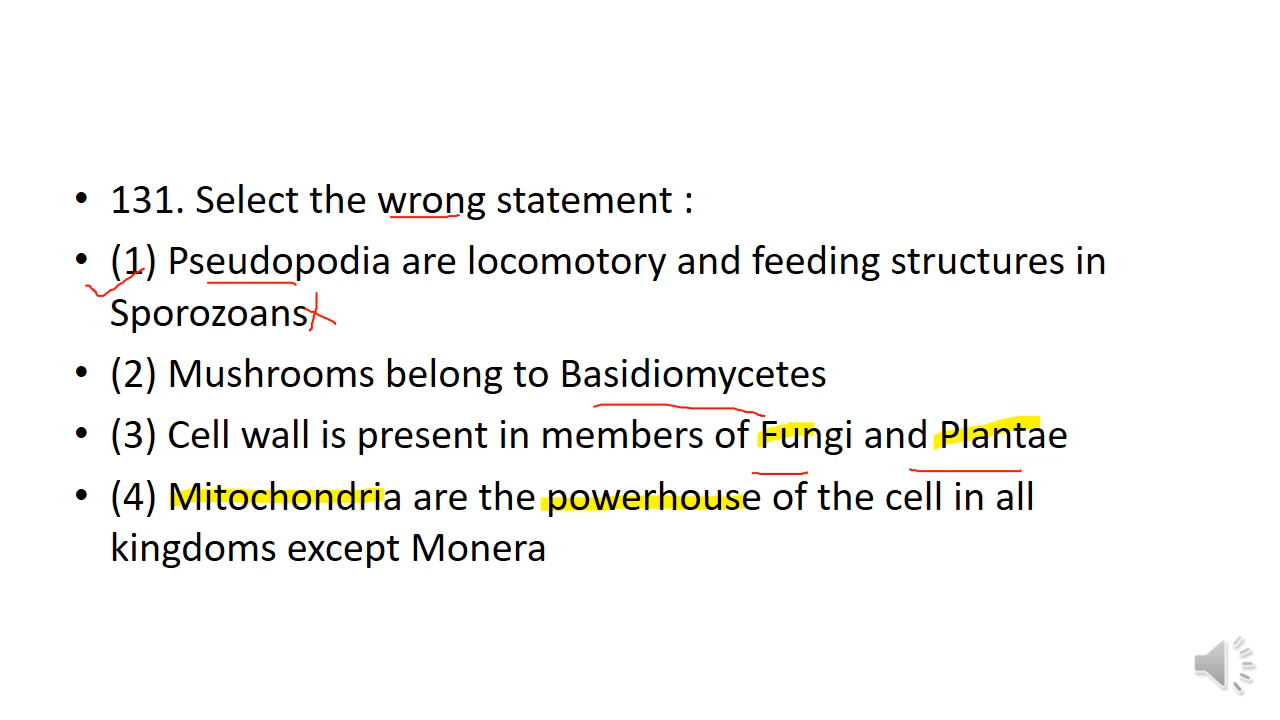 • 131. Select the wrong statement :
• (1) Pseudopodia are locomotory and feeding structures in
Sporozoans
• (2) Mushrooms belong to Basidiomycetes
• (3) Cell wall is present in members of Fungi and Plantae
• (4) Mitochondria are the powerhouse of the cell in all
kingdoms except Monera